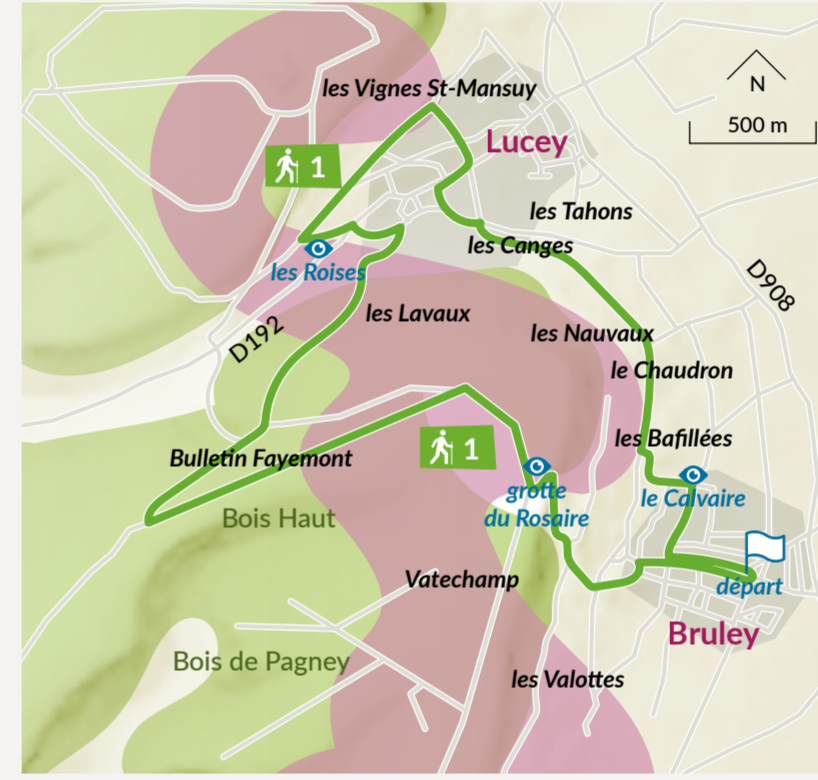 les Vignes St-Mansuy
N
500 m
Lucey
1
les Tahons
les Canges
les Roises
D908
les Lavaux
D192
les Nauvaux
le Chaudron
les Bafillées
1
Bulletin Fayemont
grotte
du Rosaire
le Calvaire
Bois Haut
Vatechamp
départ
Bruley
Bois de Pagney
les Valottes